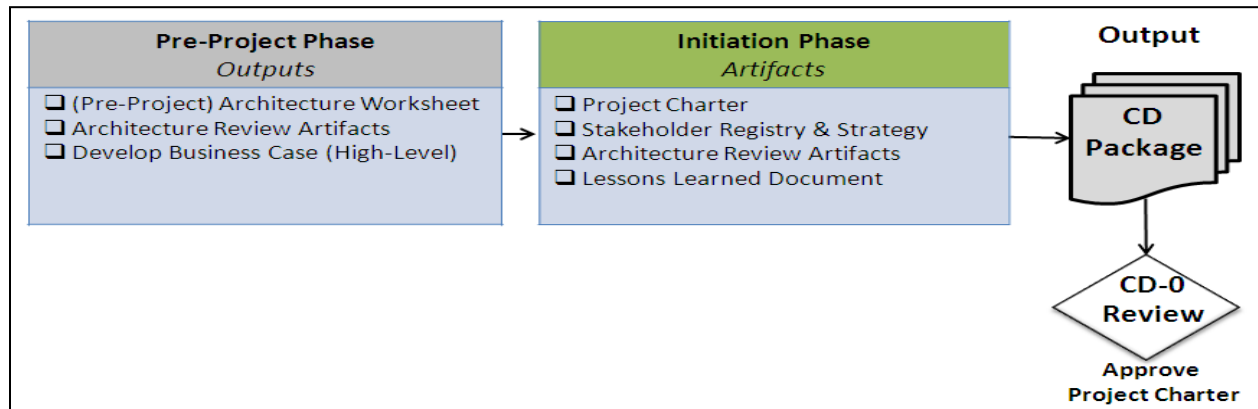 Pre-Project Phase
Outputs
❑ (Pre-Project) Architecture Worksheet
❑ Architecture Review Artifacts
❑ Develop Business Case (High-Level)
Initiation Phase
Artifacts
❑ Project Charter
❑ Stakeholder Registry & Strategy
❑ Architecture Review Artifacts
❑ Lessons Learned Document
Output
CD
Package
CD-0
Review
Approve
Project Charter